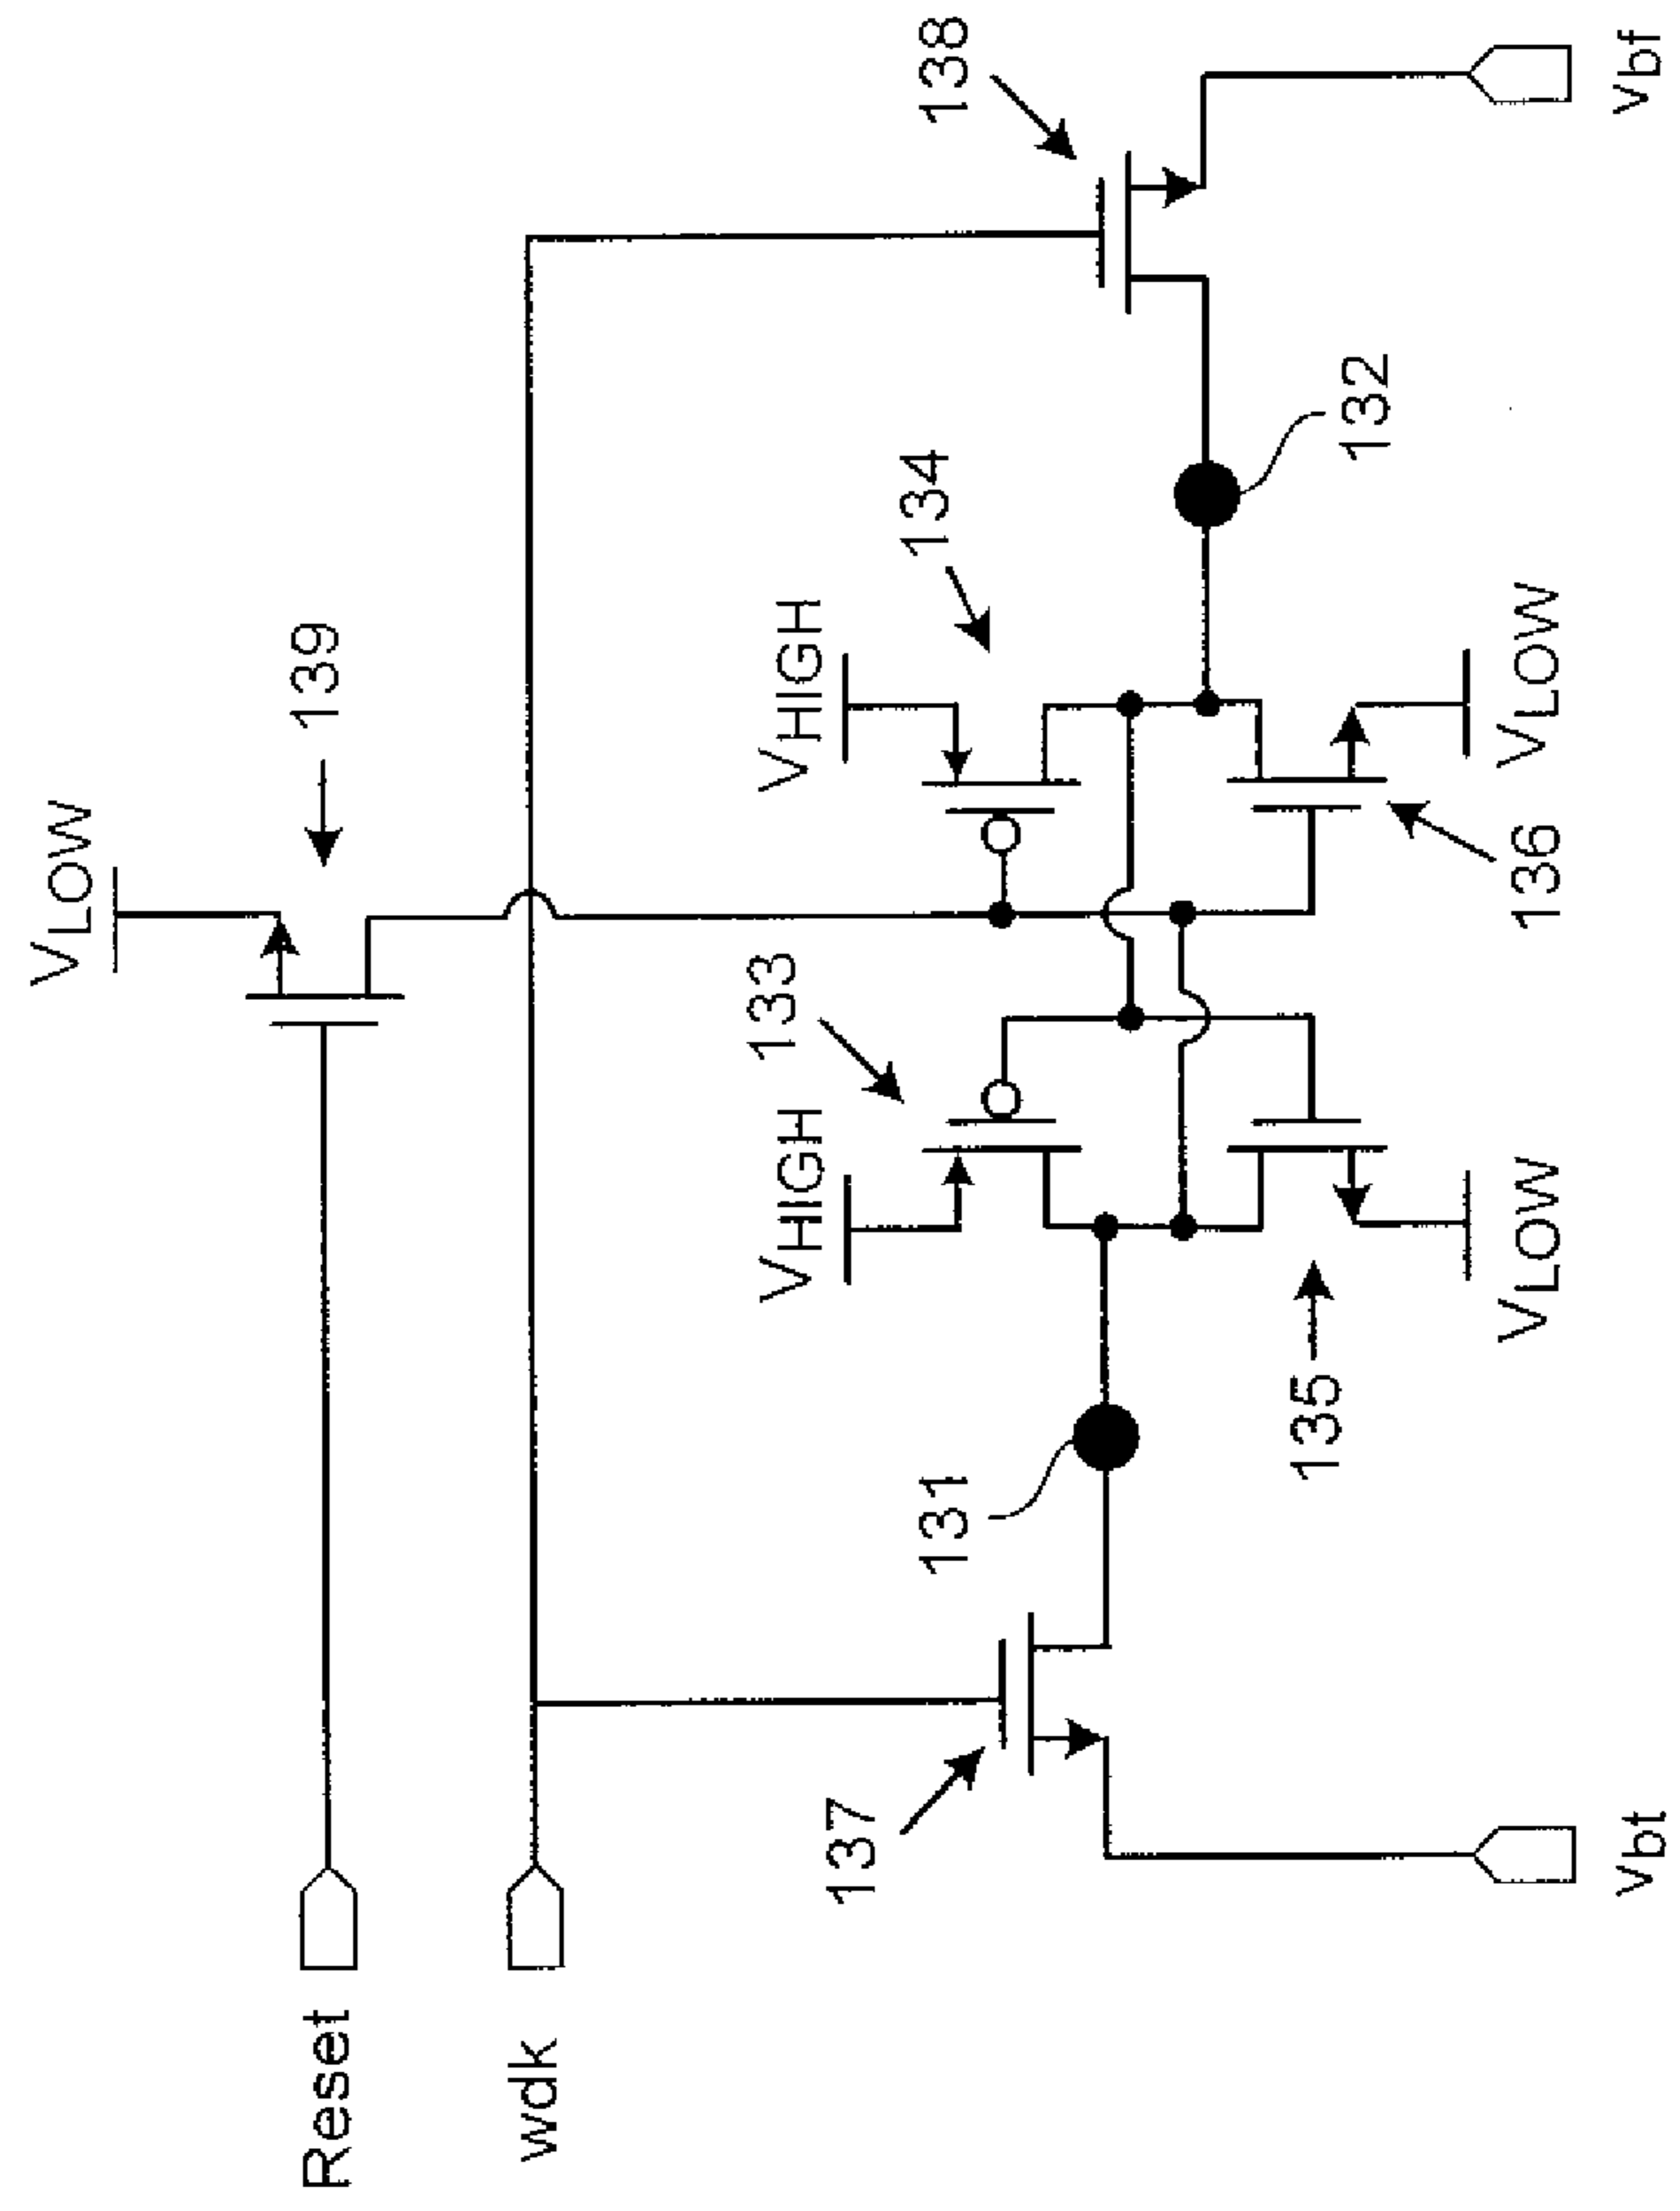 VLOW
Reset
139
wdk
VHIGH
133
VHIGH
137
131
134
138
135
132
VLOW
136
VLOW
vbt
vbf